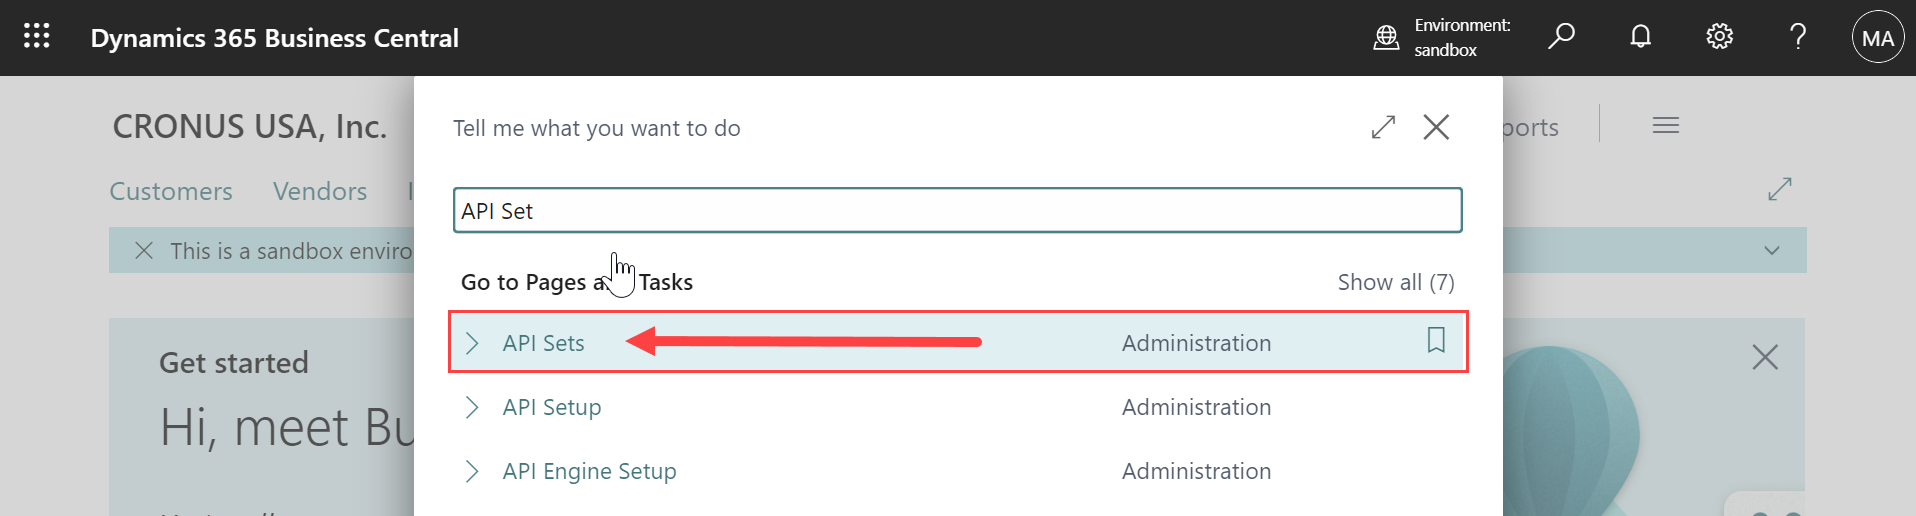 Dynamics 365 Business Central
Environment:
sandbox
MA
CRONUS USA, Inc.
Tell me what you want to do
ports
Customers Vendors
API Set
This is a sandbox enviro
Go to Pages a Tasks
Show all (7)
API Sets Administration
Get started
API Setup Administration
Hi, meet Bu
API Engine Setup Administration